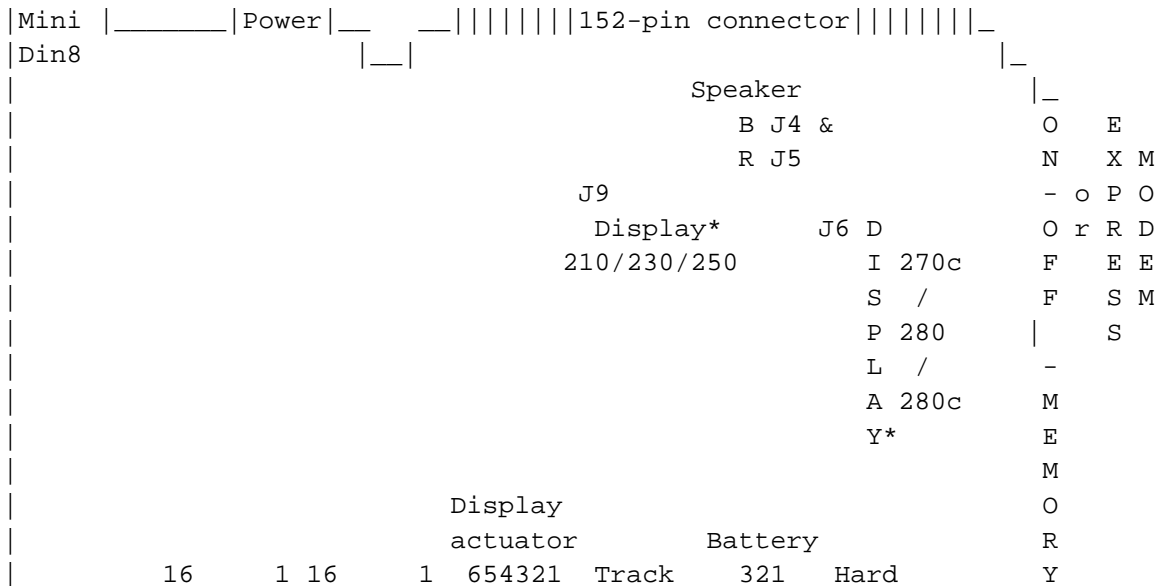 |Mini |_______|Power|__   __||||||||152-pin connector||||||||_
|Din8                  |__|                                 |_
|                                      Speaker                |_
|                                         B J4 &              O   E
|                                         R J5                N   X M
|                             J9                              - o P O
|                              Display*      J6 D             O r R D
|                            210/230/250        I 270c        F   E E
|                                               S  /          F   S M
|                                               P 280        |    S
|                                               L  /          -
|                                               A 280c        M
|                                               Y*            E
|                                                             M
|                     Display                                 O
|                     actuator        Battery                 R
|        16     1 16     1  654321  Track    321   Hard       Y